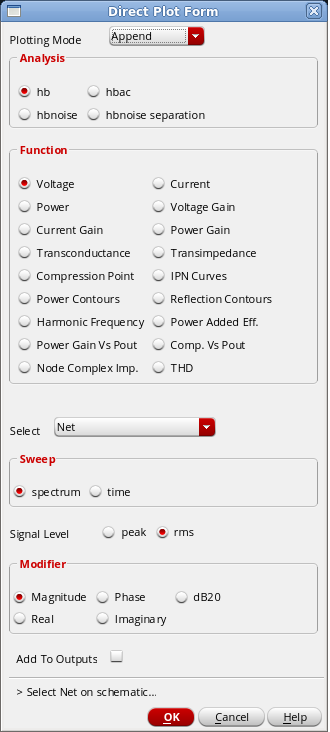 Direct Plot Form
Plotting Mode Append
Analysis
hb hbac
hbnoise hbnoise separation
Function
Voltage Current
Power Voltage Gain
Current Gain Power Gain
Transconductance Transimpedance
Compression Point IPN Curves
Power Contours Reflection Contours
Harmonic Frequency Power Added Eff.
Power Gain Vs Pout Comp. Vs Pout
Node Complex Imp. THD
Select Net
Sweep
spectrum time
Signal Level peak rms
Modifier
Magnitude Phase dB20
Real Imaginary
Add To Outputs
> Select Net on schematic...
OK Cancel Help